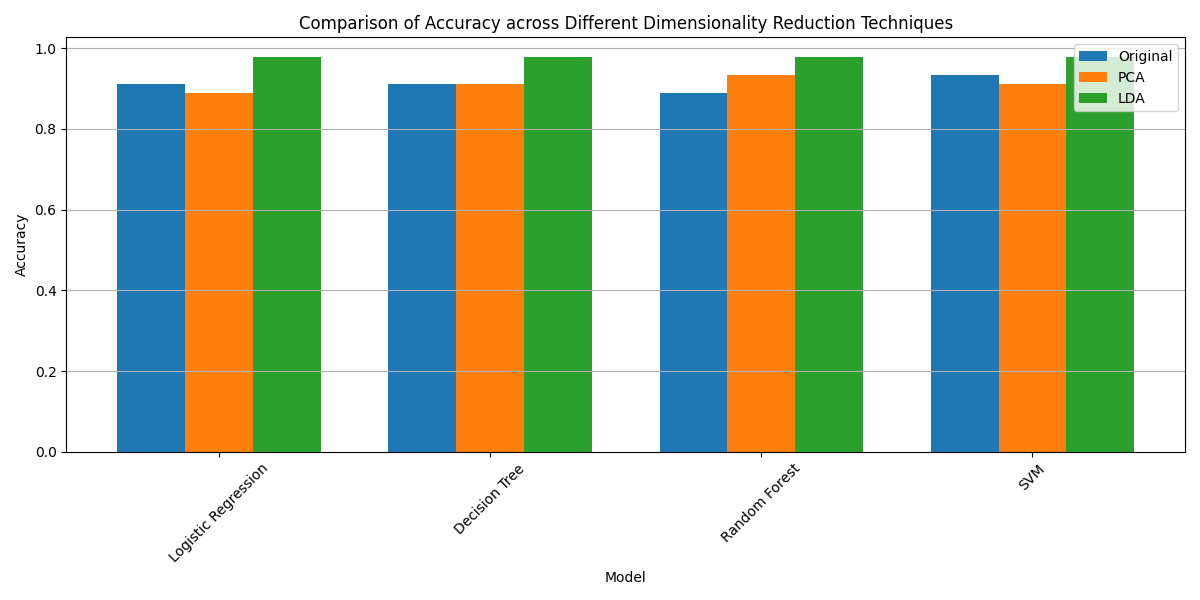 Comparison of Accuracy across Different Dimensionality Reduction Techniques
Original
PCA
LDA
Accuracy
1.0
0.8
0.6
0.4
0.2
0.0
Logistic Regression
Decision Tree
Random Forest
SVM
Model